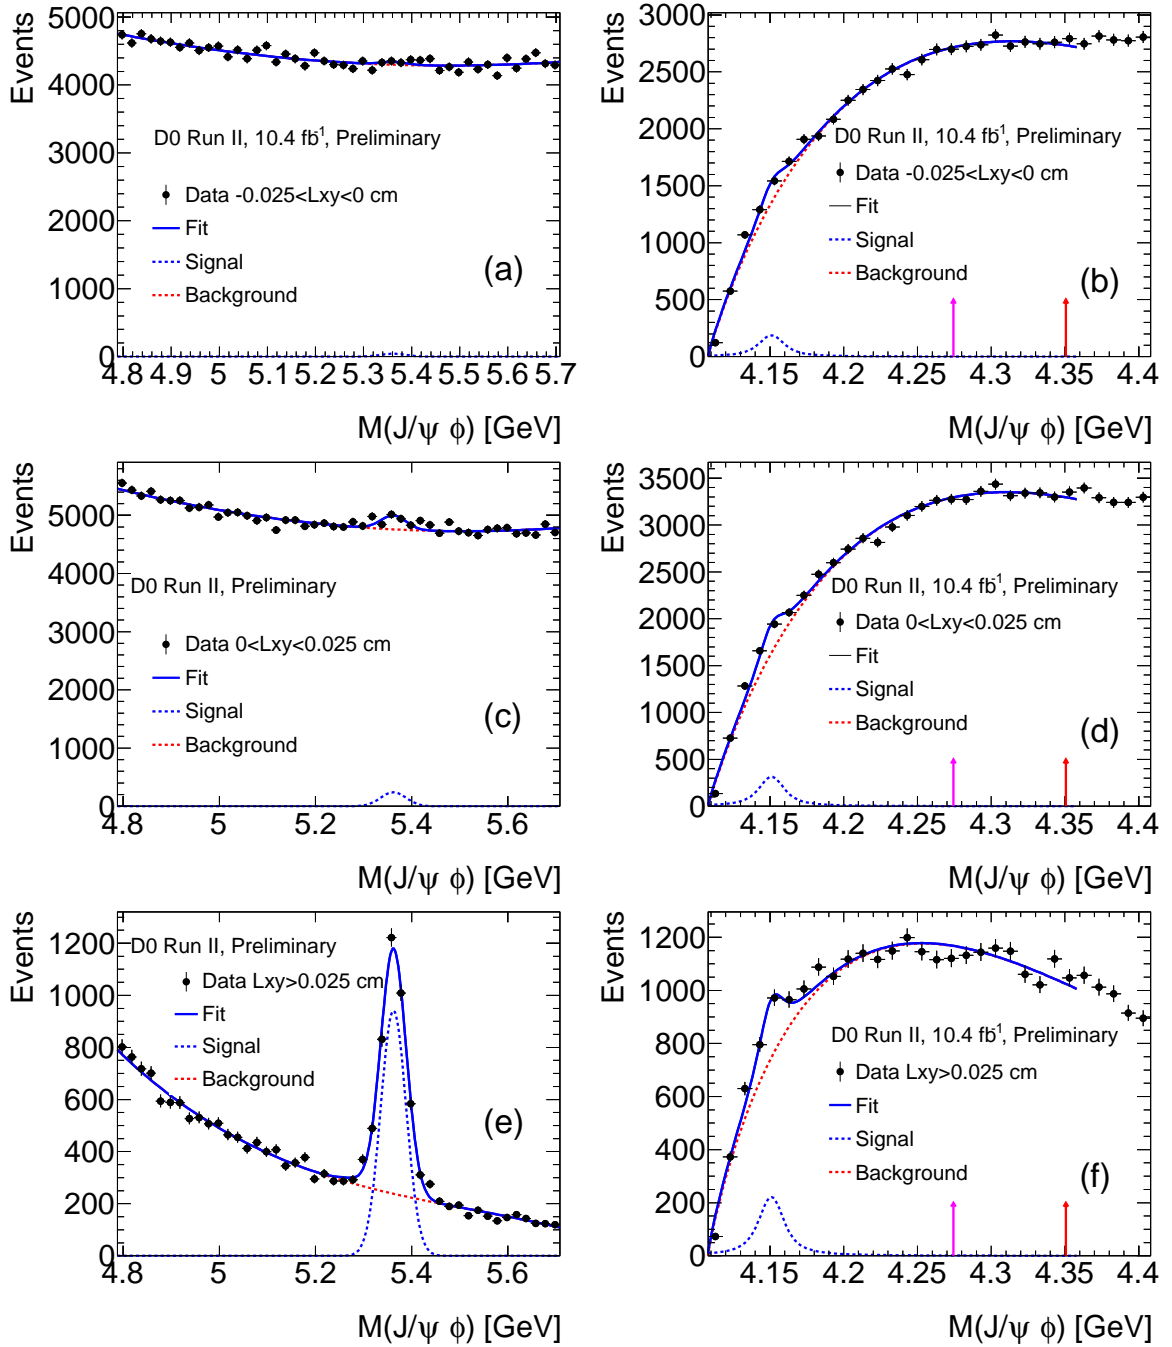 Events
5000
4000
3000
2000
1000
0
D0 Run II, 10.4 fb-1, Preliminary
Data -0.025<Lxy<0 cm
Fit
Signal
Background
(a)
4.8 4.9 5 5.1 5.2 5.3 5.4 5.5 5.6 5.7
M(J/ψ ϕ) [GeV]
Events
3000
2500
2000
1500
1000
500
0
D0 Run II, 10.4 fb-1, Preliminary
Data -0.025<Lxy<0 cm
Fit
Signal
Background
(b)
4.15 4.2 4.25 4.3 4.35 4.4
M(J/ψ ϕ) [GeV]
Events
5000
4000
3000
2000
1000
0
D0 Run II, Preliminary
Data 0<Lxy<0.025 cm
Fit
Signal
Background
(c)
4.8 5 5.2 5.4 5.6
M(J/ψ ϕ) [GeV]
Events
3500
3000
2500
2000
1500
1000
500
0
D0 Run II, 10.4 fb-1, Preliminary
Data 0<Lxy<0.025 cm
Fit
Signal
Background
(d)
4.15 4.2 4.25 4.3 4.35 4.4
M(J/ψ ϕ) [GeV]
Events
1200
1000
800
600
400
200
0
D0 Run II, Preliminary
Data Lxy>0.025 cm
Fit
Signal
Background
(e)
4.8 5 5.2 5.4 5.6
M(J/ψ ϕ) [GeV]
Events
1200
1000
800
600
400
200
0
D0 Run II, 10.4 fb-1, Preliminary
Data Lxy>0.025 cm
Fit
Signal
Background
(f)
4.15 4.2 4.25 4.3 4.35 4.4
M(J/ψ ϕ) [GeV]